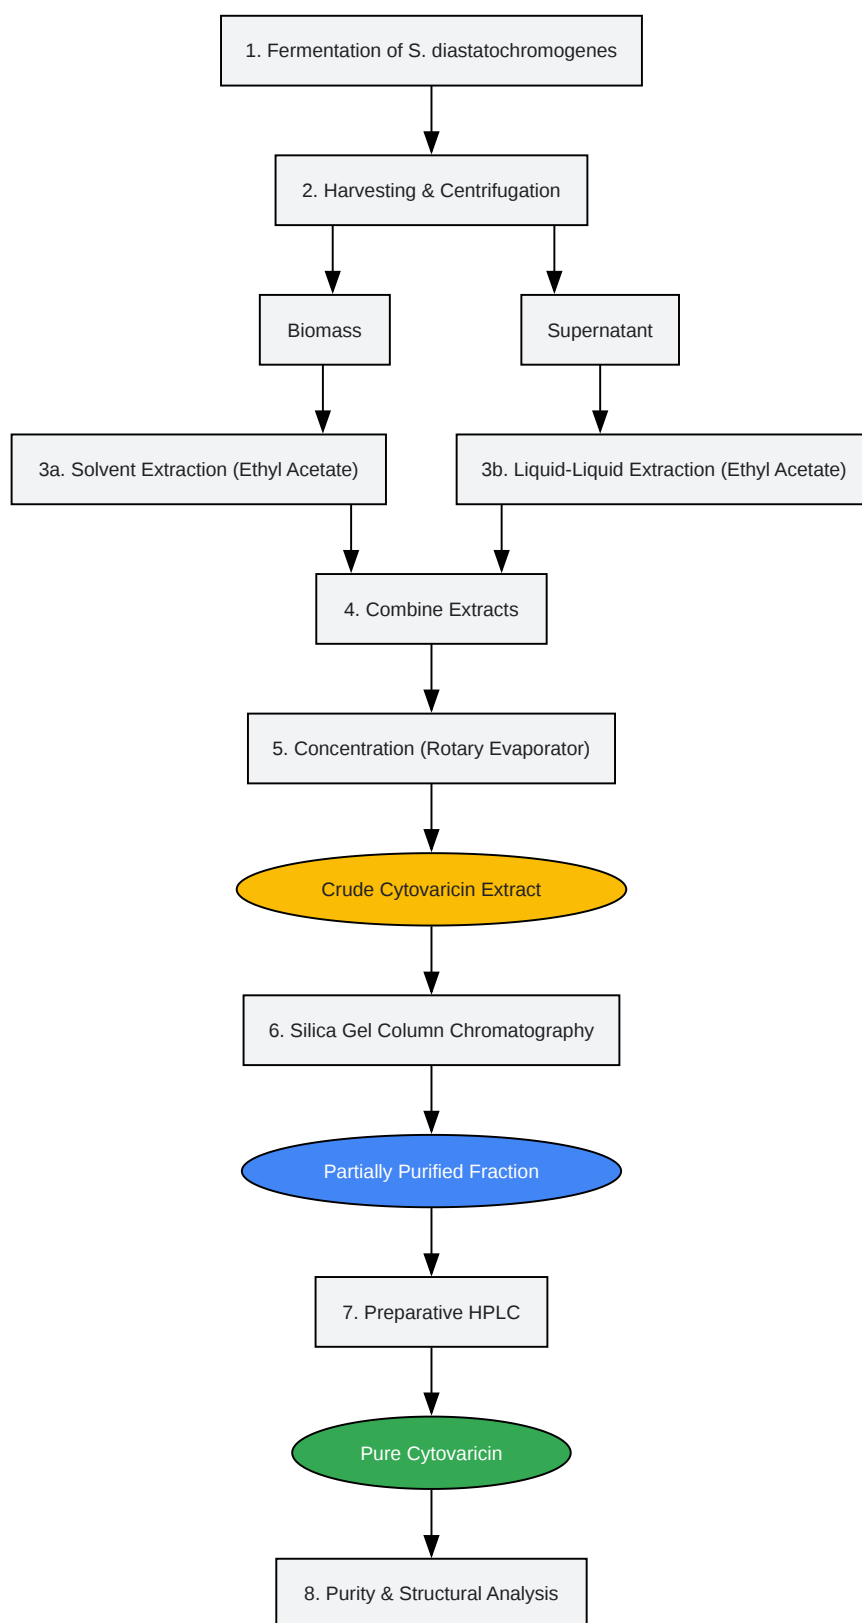 1. Fermentation of S. diastatochromogenes
2. Harvesting & Centrifugation
Biomass
Supernatant
3a. Solvent Extraction (Ethyl Acetate)
3b. Liquid-Liquid Extraction (Ethyl Acetate)
4. Combine Extracts
5. Concentration (Rotary Evaporator)
Crude Cytovaricin Extract
6. Silica Gel Column Chromatography
Partially Purified Fraction
7. Preparative HPLC
Pure Cytovaricin
8. Purity & Structural Analysis